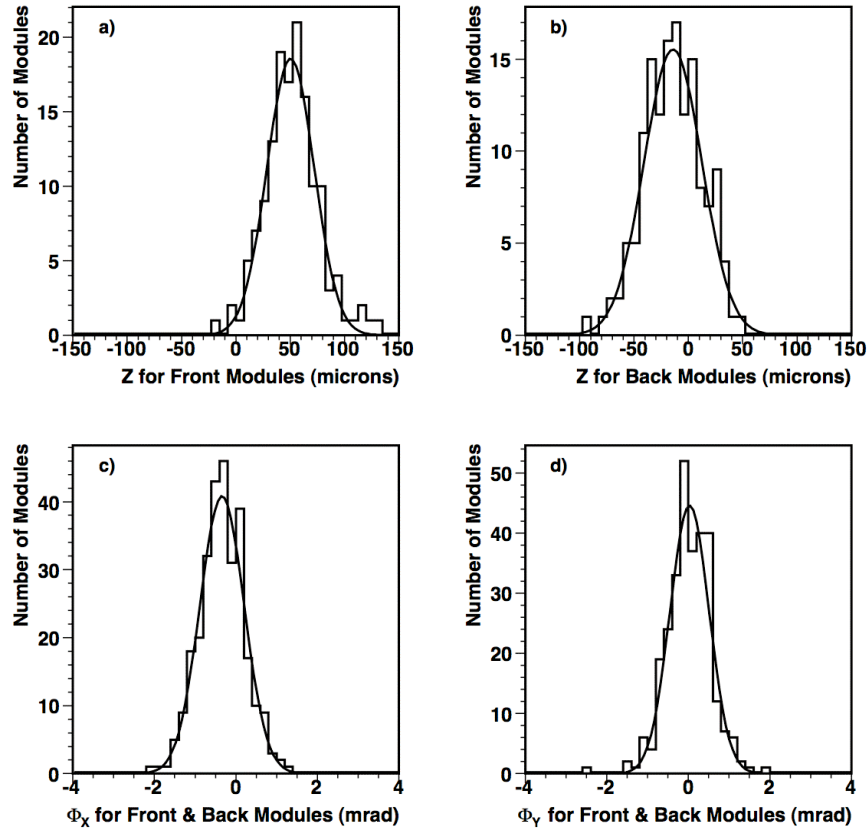 a)
Number of Modules
20
15
10
5
0
-150 -100 -50 0 50 100 150
Z for Front Modules (microns)
b)
Number of Modules
15
10
5
0
-150 -100 -50 0 50 100 150
Z for Back Modules (microns)
c)
Number of Modules
40
30
20
10
0
-4 -2 0 2 4
ΦX for Front & Back Modules (mrad)
d)
Number of Modules
50
40
30
20
10
0
-4 -2 0 2 4
ΦY for Front & Back Modules (mrad)